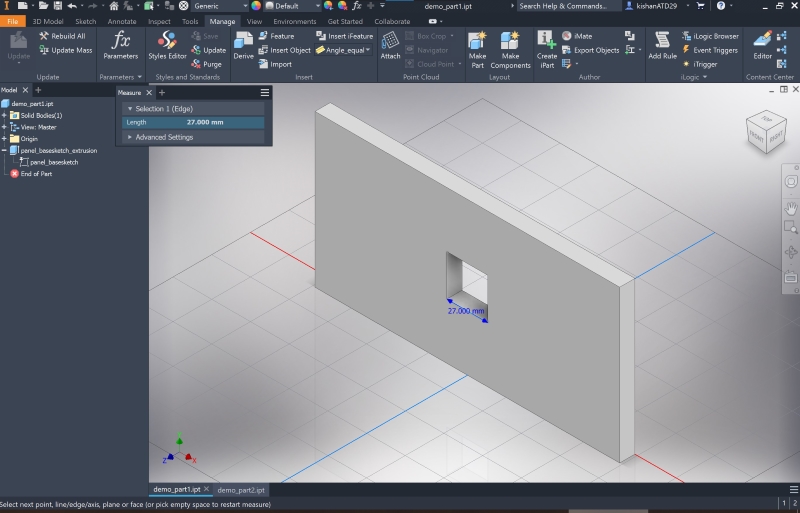 Generic
Default
demo_part1.ipt
Search Help & Commands...
kishanATD29
File 3D Model Sketch Annotate Inspect Tools Manage View Environments Get Started Collaborate
Update
Rebuild All
Update Mass
Update
fx
Parameters
Parameters
Styles Editor
Save
Update
Purge
Styles and Standards
Derive
Feature
Insert Object
Import
Insert iFeature
Angle_equal
Insert
Attach
Box Crop
Navigator
Cloud Point
Point Cloud
Make Part
Make Components
Layout
Create iPart
iMate
Export Objects
iTrigger
Author
Add Rule
iLogic Browser
Event Triggers
iTrigger
iLogic
Editor
Content Center
Model
demo_part1.ipt
Solid Bodies(1)
View: Master
Origin
panel_basesketch_extrusion
panel_basesketch
End of Part
Measure
Selection 1 (Edge)
Length 27.000 mm
Advanced Settings
TOP
FRONT
RIGHT
27.000 mm
Y
Z
X
demo_part1.ipt
demo_part2.ipt
Select next point, line/edge/axis, plane or face (or pick empty space to restart measure)
1 2